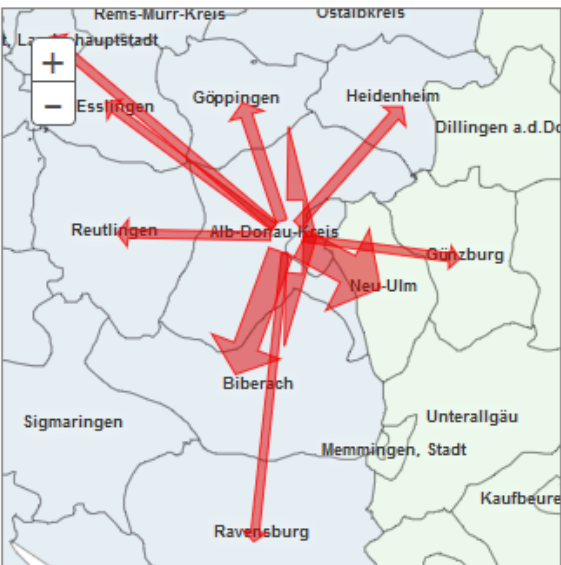 Rems-Murr-Kreis
Ostalbkreis
t, Landeshauptstadt
+
−
Esslingen
Göppingen
Heidenheim
Dillingen a.d.Do
Reutlingen
Alb-Donau-Kreis
Günzburg
Neu-Ulm
Biberach
Sigmaringen
Unterallgäu
Memmingen, Stadt
Kaufbeure
Ravensburg